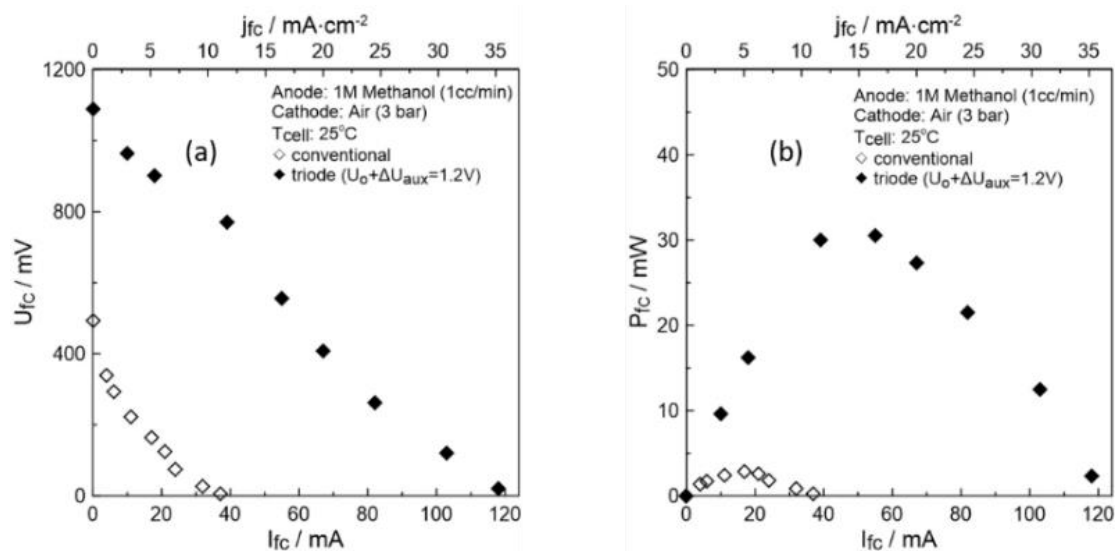 jfc / mA·cm-2
0 5 10 15 20 25 30 35
1200
800
400
0
Ufc / mV
Anode: 1M Methanol (1cc/min)
Cathode: Air (3 bar)
Tcell: 25°C
◇ conventional
◆ triode (Uo+ΔUaux=1.2V)
(a)
0 20 40 60 80 100 120
Ifc / mA
jfc / mA·cm-2
0 5 10 15 20 25 30 35
50
40
30
20
10
0
Pfc / mW
Anode: 1M Methanol (1cc/min)
Cathode: Air (3 bar)
Tcell: 25°C
◇ conventional
◆ triode (Uo+ΔUaux=1.2V)
(b)
0 20 40 60 80 100 120
Ifc / mA